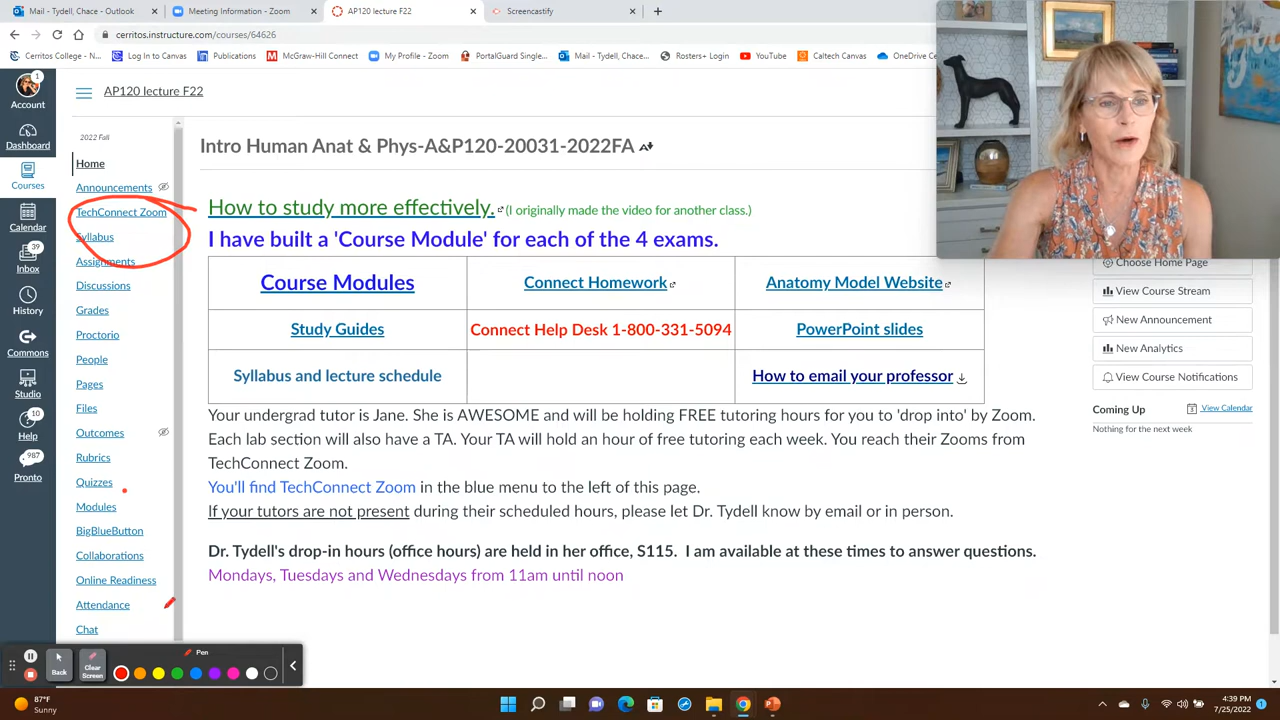 Mail - Tydell, Chace - Outlook
Meeting Information - Zoom
AP120 lecture F22
Screencastify
cerritos.instructure.com/courses/64626
Cerritos College - N...
Log In to Canvas
Publications
McGraw-Hill Connect
My Profile - Zoom
PortalGuard Single...
Mail - Tydell, Chace...
Rosters+ Login
YouTube
Caltech Canvas
OneDrive Ce
1
Account
Dashboard
Courses
Calendar
39
Inbox
History
Commons
Studio
10
Help
987
Pronto
AP120 lecture F22
2022 Fall
Home
Announcements
TechConnect Zoom
Syllabus
Assignments
Discussions
Grades
Proctorio
People
Pages
Files
Outcomes
Rubrics
Quizzes
Modules
BigBlueButton
Collaborations
Online Readiness
Attendance
Chat
Intro Human Anat & Phys-A&P120-20031-2022FA
How to study more effectively. (I originally made the video for another class.)
I have built a 'Course Module' for each of the 4 exams.
Course Modules
Connect Homework
Anatomy Model Website
Study Guides
Connect Help Desk 1-800-331-5094
PowerPoint slides
Syllabus and lecture schedule
How to email your professor
Your undergrad tutor is Jane. She is AWESOME and will be holding FREE tutoring hours for you to 'drop into' by Zoom.
Each lab section will also have a TA. Your TA will hold an hour of free tutoring each week. You reach their Zooms from
TechConnect Zoom.
You'll find TechConnect Zoom in the blue menu to the left of this page.
If your tutors are not present during their scheduled hours, please let Dr. Tydell know by email or in person.
Dr. Tydell's drop-in hours (office hours) are held in her office, S115. I am available at these times to answer questions.
Mondays, Tuesdays and Wednesdays from 11am until noon
Choose Home Page
View Course Stream
New Announcement
New Analytics
View Course Notifications
Coming Up
View Calendar
Nothing for the next week
Pen
Back
Clear
Screen
87°F
Sunny
4:39 PM
7/25/2022
1